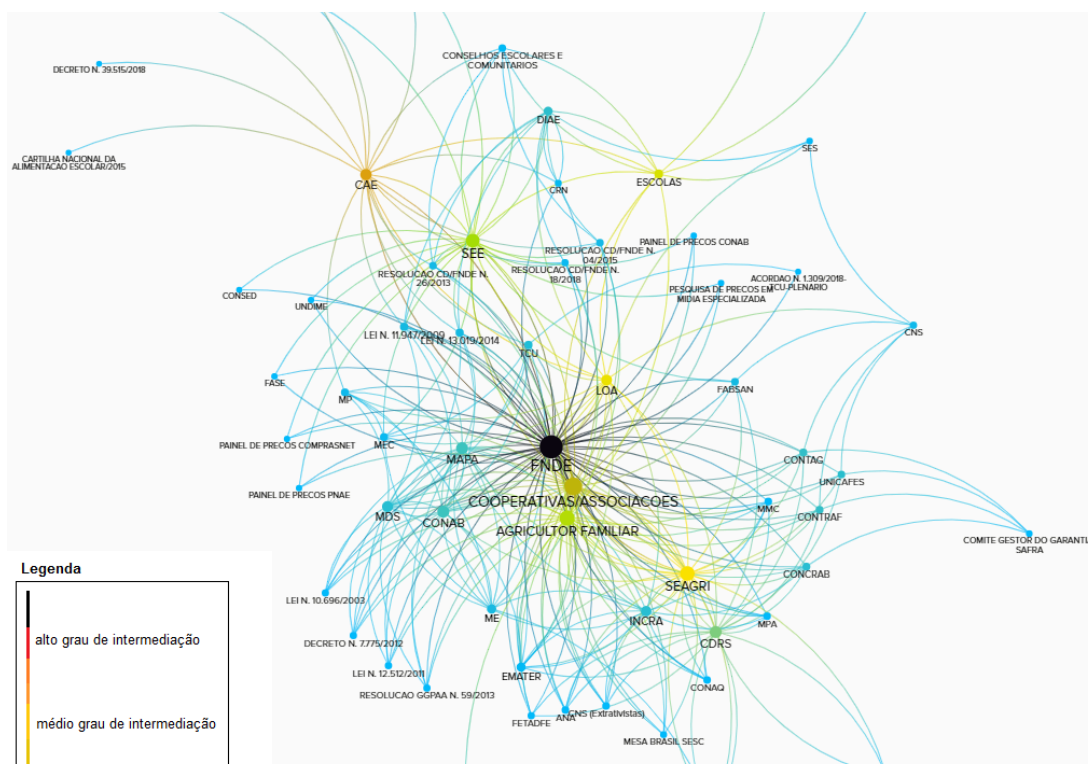 CONSELHOS ESCOLARES E
COMUNITARIOS
DECRETO N. 39.515/2018
DIAE
SES
CARTILHA NACIONAL DA
ALIMENTACAO ESCOLAR/2015
CAE
ESCOLAS
CRN
SEE
RESOLUCAO CD/FNDE N.
04/2015
PAINEL DE PRECOS CONAB
RESOLUCAO CD/FNDE N.
26/2013
RESOLUCAO CD/FNDE N.
18/2018
ACORDAO N. 1.309/2018-
TCU-PLENARIO
PESQUISA DE PRECOS EM
MIDIA ESPECIALIZADA
CONSED
UNDIME
LEI N. 11.947/2009
LEI N. 13.019/2014
CNS
TCU
FASE
MP
LOA
FABSAN
PAINEL DE PRECOS COMPRASNET
MEC
MAPA
FNDE
CONTAG
UNICAFES
PAINEL DE PRECOS PNAE
COOPERATIVAS/ASSOCIACOES
MMC
MDS
CONAB
AGRICULTOR FAMILIAR
CONTRAF
COMITE GESTOR DO GARANTI
SAFRA
Legenda
SEAGRI
CONCRAB
LEI N. 10.696/2003
ME
INCRA
MPA
alto grau de intermediação
DECRETO N. 7.775/2012
CDRS
LEI N. 12.512/2011
EMATER
CONAQ
RESOLUCAO GGPAA N. 59/2013
médio grau de intermediação
FETADFE
ANA
CNS (Extrativistas)
MESA BRASIL SESC